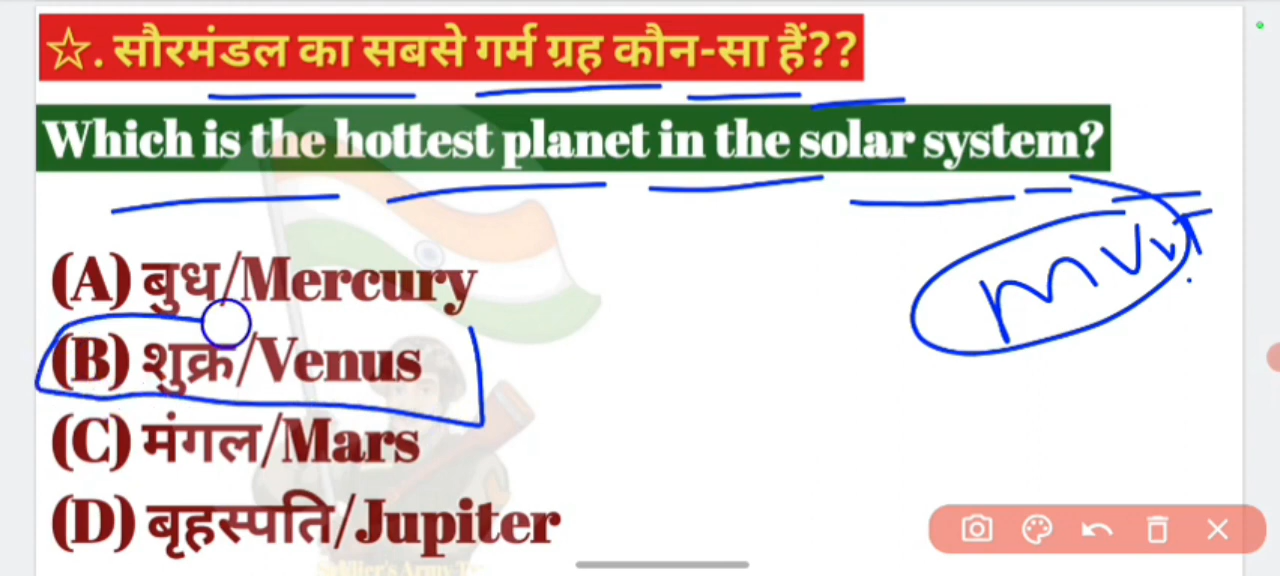 ☆. सौरमंडल का सबसे गर्म ग्रह कौन-सा हैं??
Which is the hottest planet in the solar system?
(A) बुध/Mercury
(B) शुक्र/Venus
(C) मंगल/Mars
(D) बृहस्पति/Jupiter